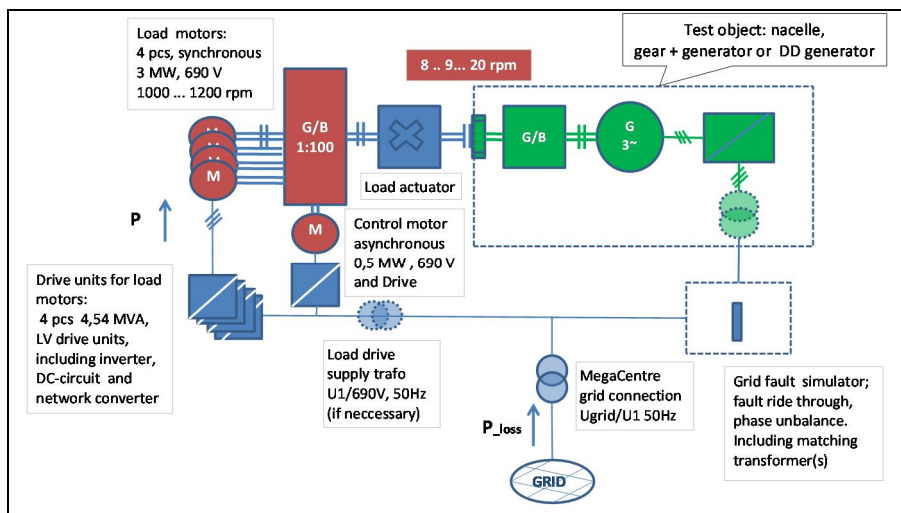 Load motors:
4 pcs, synchronous
3 MW, 690 V
1000 ... 1200 rpm
8 .. 9... 20 rpm
Test object: nacelle,
gear + generator or DD generator
M
M
M
M
G/B
1:100
Load actuator
G/B
G
3~
P
M
Control motor
asynchronous
0,5 MW , 690 V
and Drive
Drive units for load
motors:
4 pcs 4,54 MVA,
LV drive units,
including inverter,
DC-circuit and
network converter
Load drive
supply trafo
U1/690V, 50Hz
(if neccessary)
MegaCentre
grid connection
Ugrid/U1 50Hz
P_loss
GRID
Grid fault simulator;
fault ride through,
phase unbalance.
Including matching
transformer(s)